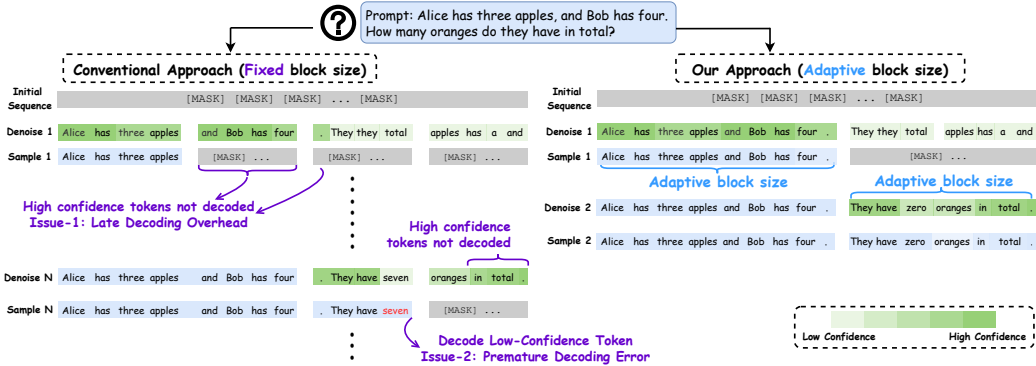 Prompt: Alice has three apples, and Bob has four.
How many oranges do they have in total?
Conventional Approach (Fixed block size)
Initial
Sequence
[MASK] [MASK] [MASK] ... [MASK]
Denoise 1
Alice has three apples and Bob has four . They they total apples has a and
Sample 1
Alice has three apples [MASK] ... [MASK] ... [MASK] ...
High confidence tokens not decoded
Issue-1: Late Decoding Overhead
High confidence
tokens not decoded
Denoise N
Alice has three apples and Bob has four . They have seven oranges in total .
Sample N
Alice has three apples and Bob has four . They have seven [MASK] ...
Decode Low-Confidence Token
Issue-2: Premature Decoding Error
Our Approach (Adaptive block size)
Initial
Sequence
[MASK] [MASK] [MASK] ... [MASK]
Denoise 1
Alice has three apples and Bob has four . They they total apples has a and
Sample 1
Alice has three apples and Bob has four . [MASK] ...
Adaptive block size
Adaptive block size
Denoise 2
Alice has three apples and Bob has four . They have zero oranges in total .
Sample 2
Alice has three apples and Bob has four . They have zero oranges in total .
Low Confidence
High Confidence